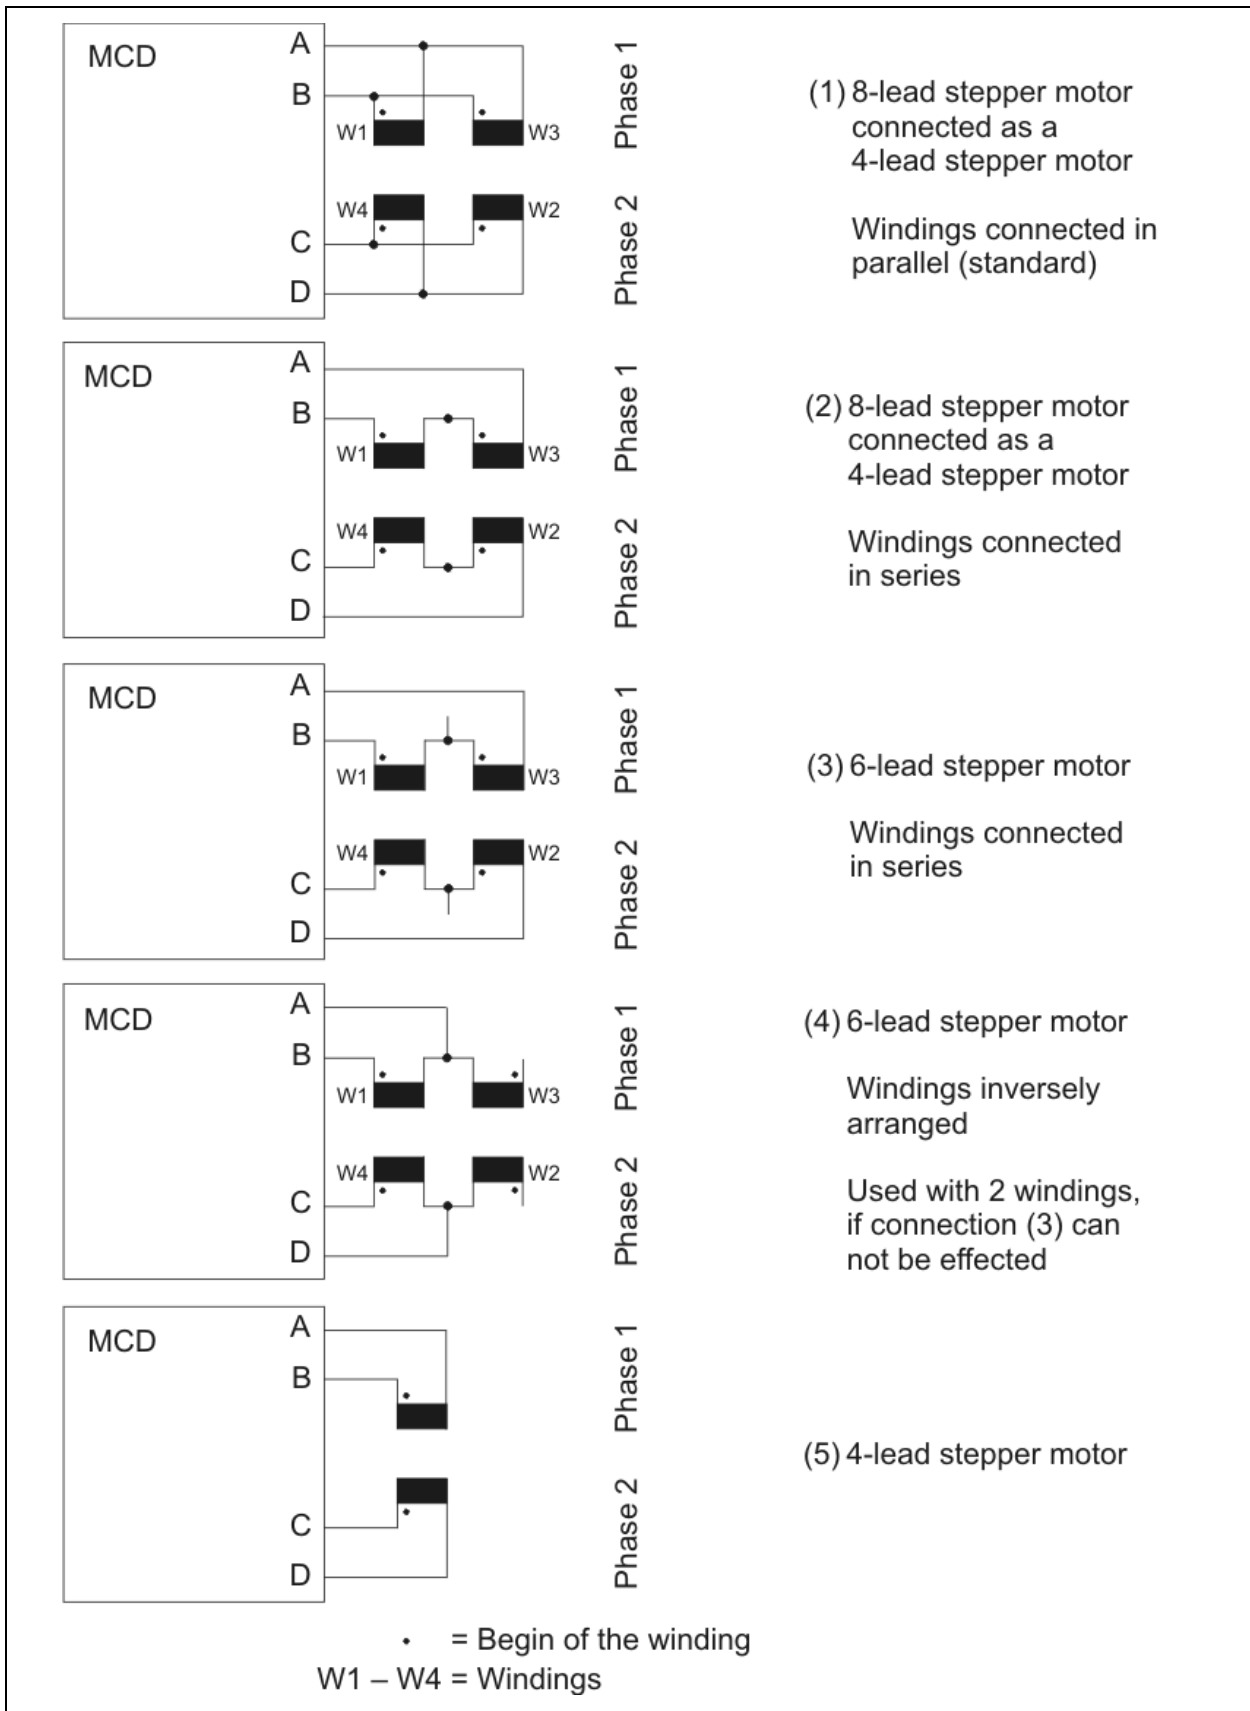 MCD
A
B
W1
W3
Phase 1
W4
W2
C
D
Phase 2
(1) 8-lead stepper motor
connected as a
4-lead stepper motor
Windings connected in
parallel (standard)
MCD
A
B
W1
W3
Phase 1
W4
W2
C
D
Phase 2
(2) 8-lead stepper motor
connected as a
4-lead stepper motor
Windings connected
in series
MCD
A
B
W1
W3
Phase 1
W4
W2
C
D
Phase 2
(3) 6-lead stepper motor
Windings connected
in series
MCD
A
B
W1
W3
Phase 1
W4
W2
C
D
Phase 2
(4) 6-lead stepper motor
Windings inversely
arranged
Used with 2 windings,
if connection (3) can
not be effected
MCD
A
B
Phase 1
C
D
Phase 2
(5) 4-lead stepper motor
• = Begin of the winding
W1 – W4 = Windings